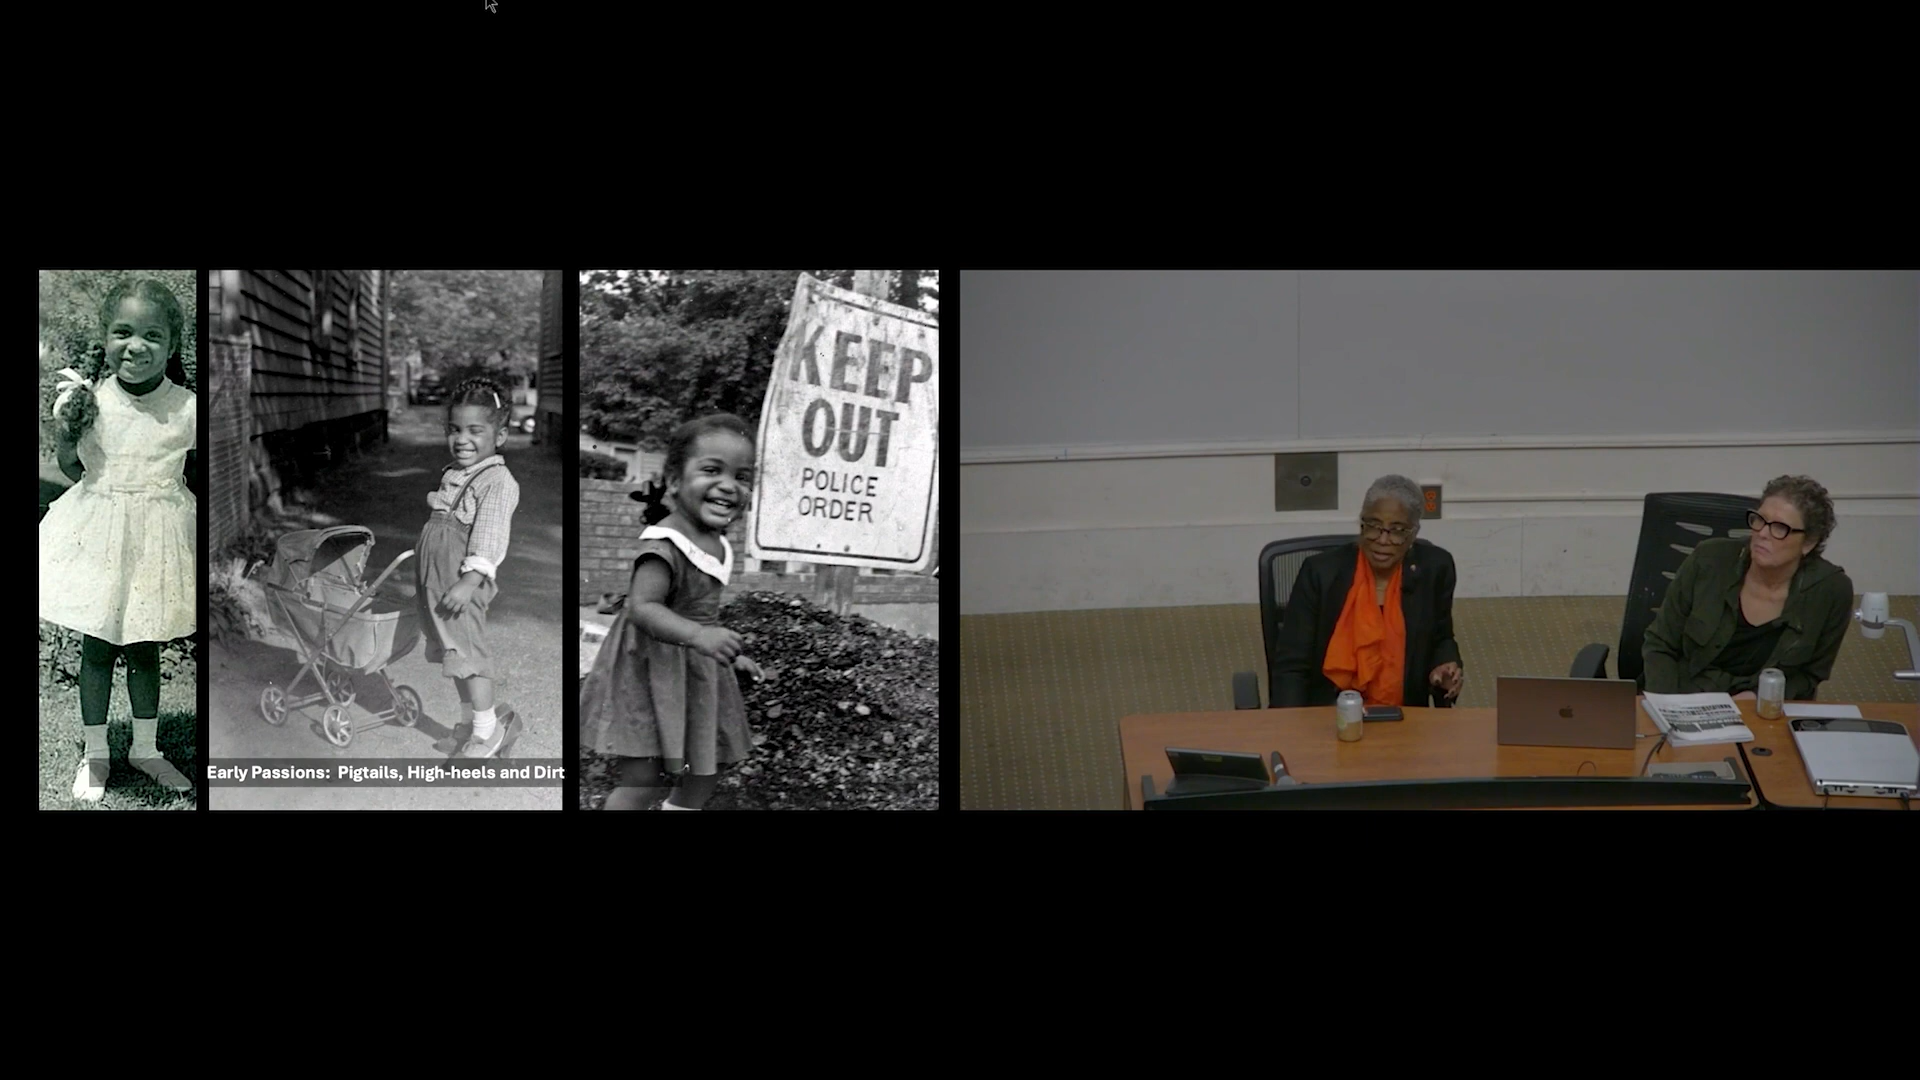 KEEP
OUT
POLICE
ORDER
Early Passions: Pigtails, High-heels and Dirt